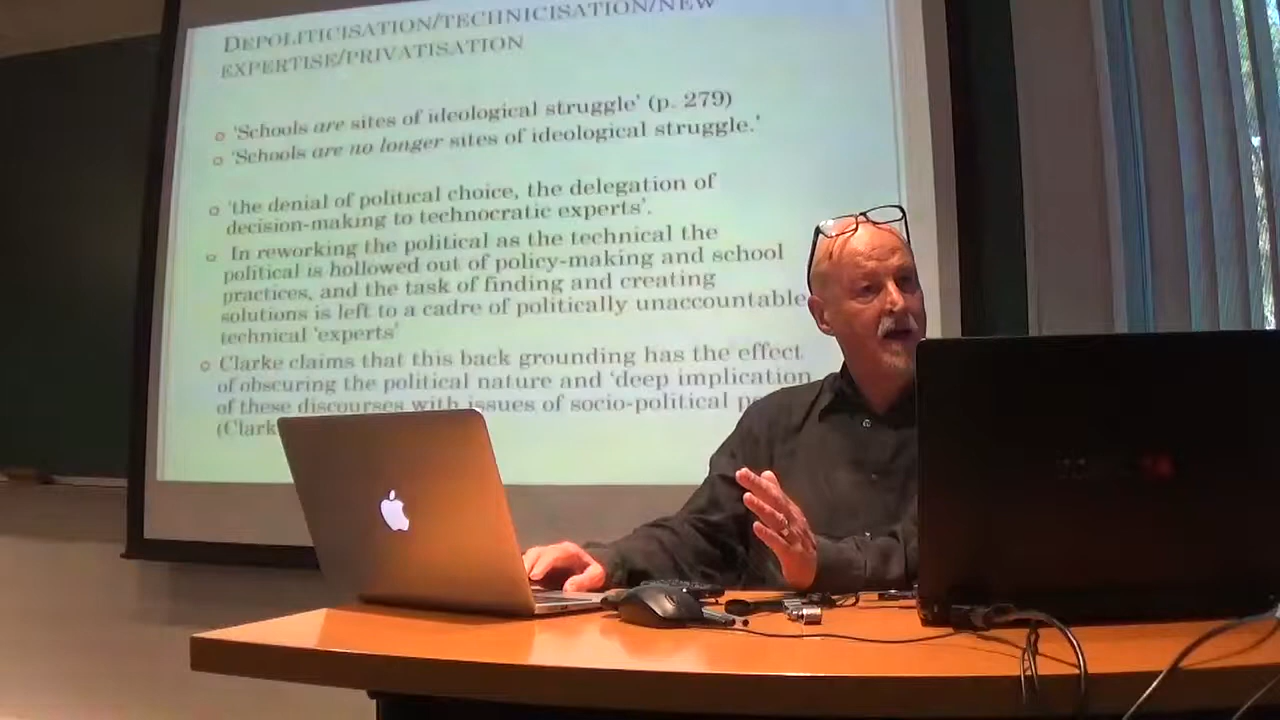 DEPOLITICISATION/TECHNICISATION/NEW
EXPERTISE/PRIVATISATION
'Schools are sites of ideological struggle' (p. 279)
'Schools are no longer sites of ideological struggle.'
'the denial of political choice, the delegation of
decision-making to technocratic experts'.
In reworking the political as the technical the
political is hollowed out of policy-making and school
practices, and the task of finding and creating
solutions is left to a cadre of politically unaccountable
technical 'experts'
Clarke claims that this back grounding has the effect
of obscuring the political nature and 'deep implication
of these discourses with issues of socio-political
(Clark